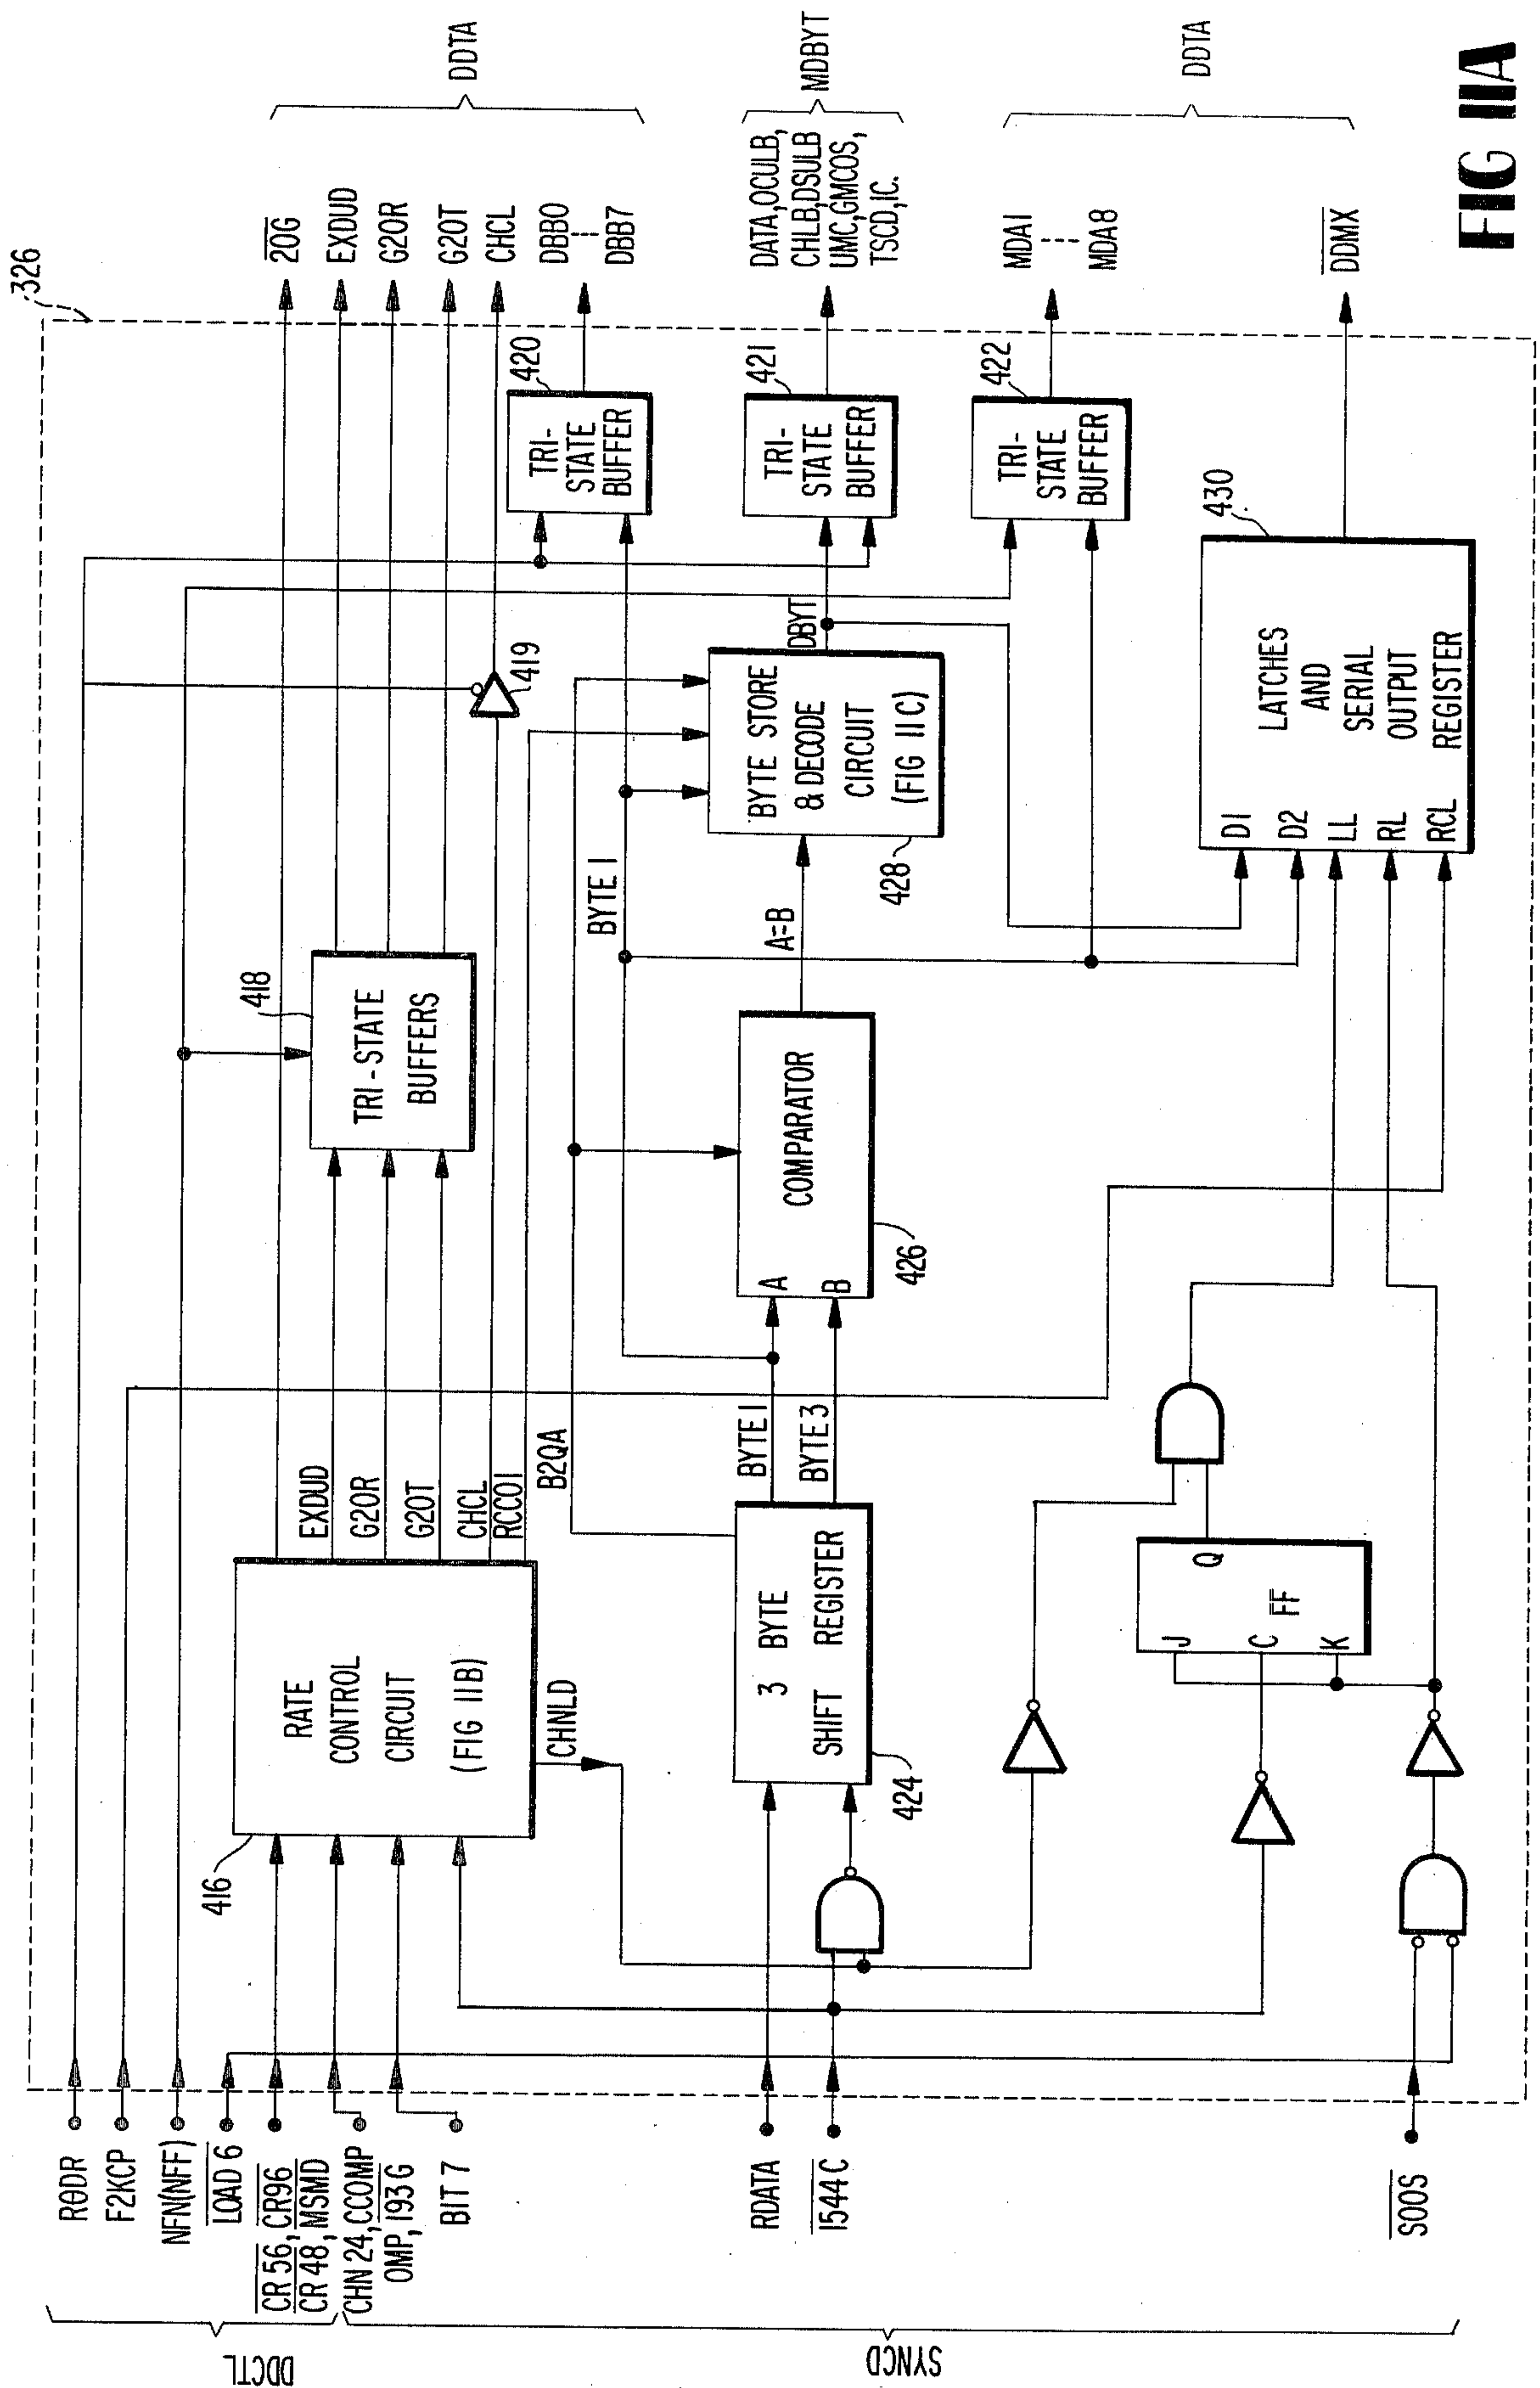 FIG 11A
326
DDCTL
SYNCD
RODR
F2KCP
NFN(NFF)
LOAD 6
CR 56, CR96
CR 48, MSMD
CHN 24, CCOMP
OMP, 193 G
BIT 7
RDATA
1544 C
SOOS
416
RATE
CONTROL
CIRCUIT
(FIG 11B)
CHNLD
EXDUD
G20R
G20T
CHCL
RCCO1
B2QA
418
TRI-STATE
BUFFERS
419
424
3 BYTE
SHIFT REGISTER
BYTE 1
BYTE 3
A
B
COMPARATOR
426
A=B
BYTE 1
428
BYTE STORE
& DECODE
CIRCUIT
(FIG 11C)
DBYT
420
TRI-
STATE
BUFFER
421
TRI-
STATE
BUFFER
422
TRI-
STATE
BUFFER
J
C
K
Q
FF
430
D1
D2
LL
RL
RCL
LATCHES
AND
SERIAL
OUTPUT
REGISTER
20G
EXDUD
G20R
G20T
CHCL
DBB0
DBB7
DDTA
DATA,OCULB,
CHLB,DSULB
UMC,GMCOS,
TSCD,IC.
MDBYT
MDA1
MDA8
DDMX
DDTA